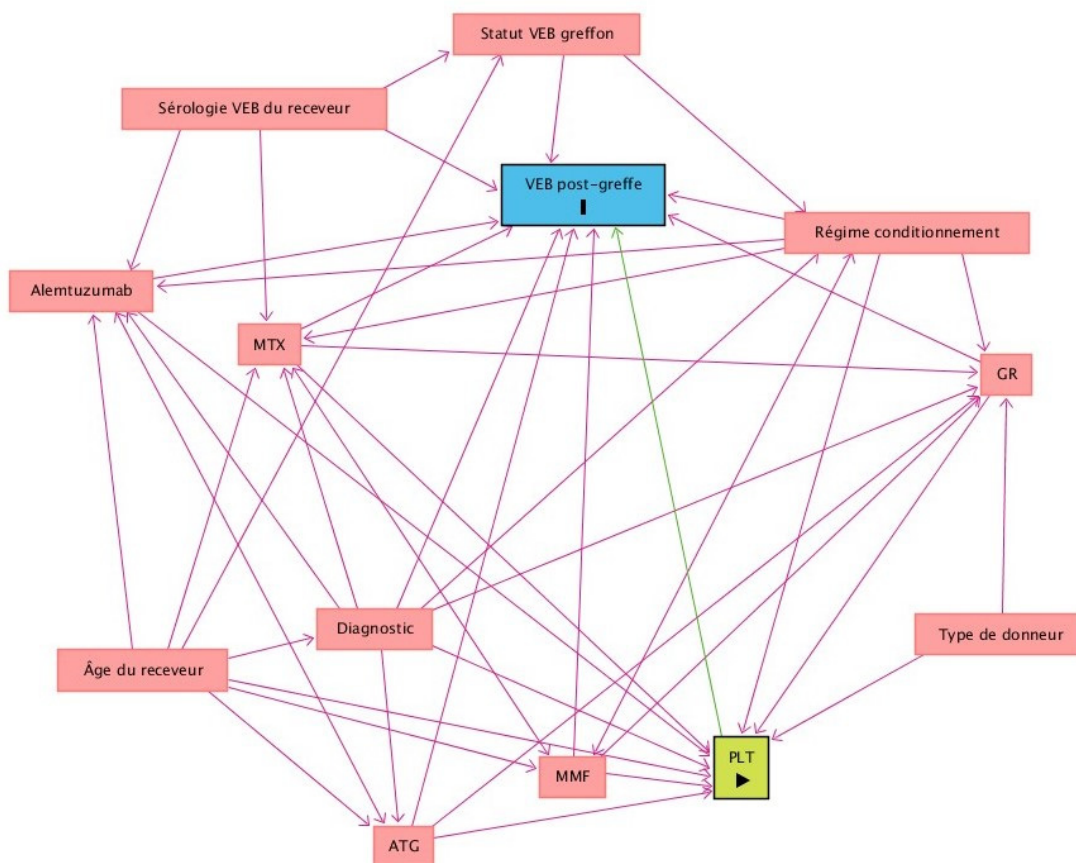 Statut VEB greffon
Sérologie VEB du receveur
VEB post-greffe
Régime conditionnement
Alemtuzumab
MTX
GR
Diagnostic
Type de donneur
Âge du receveur
PLT
MMF
ATG